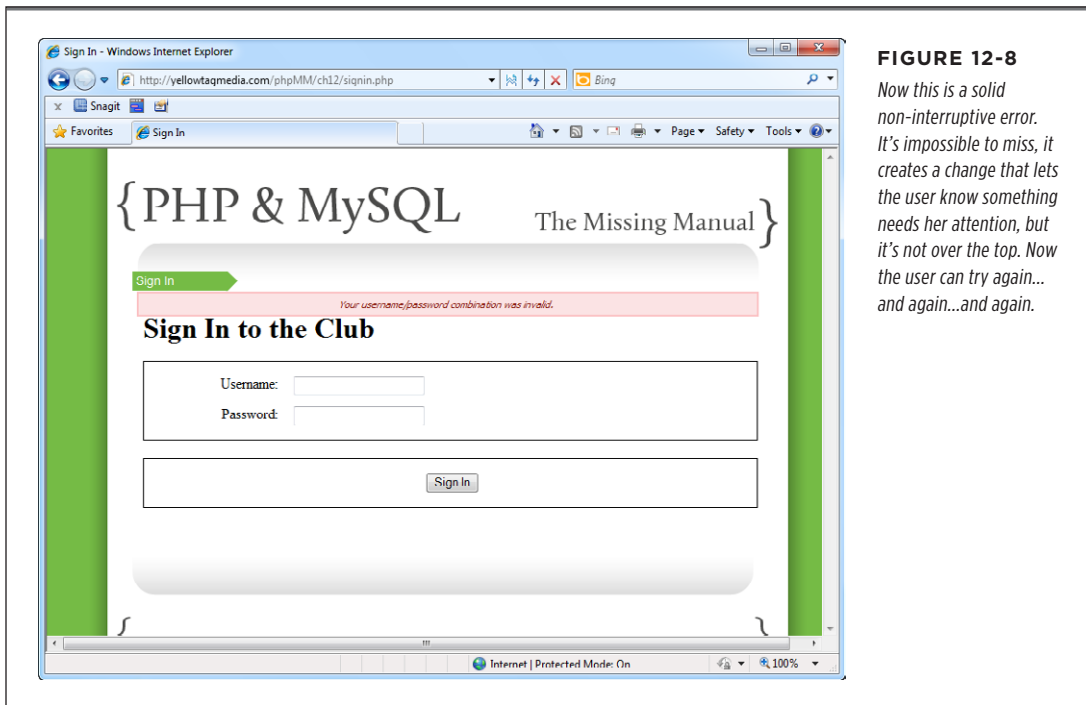 Sign In - Windows Internet Explorer
http://yellowtagmedia.com/phpMM/ch12/signin.php
Bing
x Snagit
Favorites
Sign In
Page
Safety
Tools
{PHP & MySQL
The Missing Manual}
Sign In
Your username/password combination was invalid.
Sign In to the Club
Username:
Password:
Sign In
{ }
Internet | Protected Mode: On
100%
FIGURE 12-8
Now this is a solid
non-interruptive error.
It's impossible to miss, it
creates a change that lets
the user know something
needs her attention, but
it's not over the top. Now
the user can try again...
and again...and again.